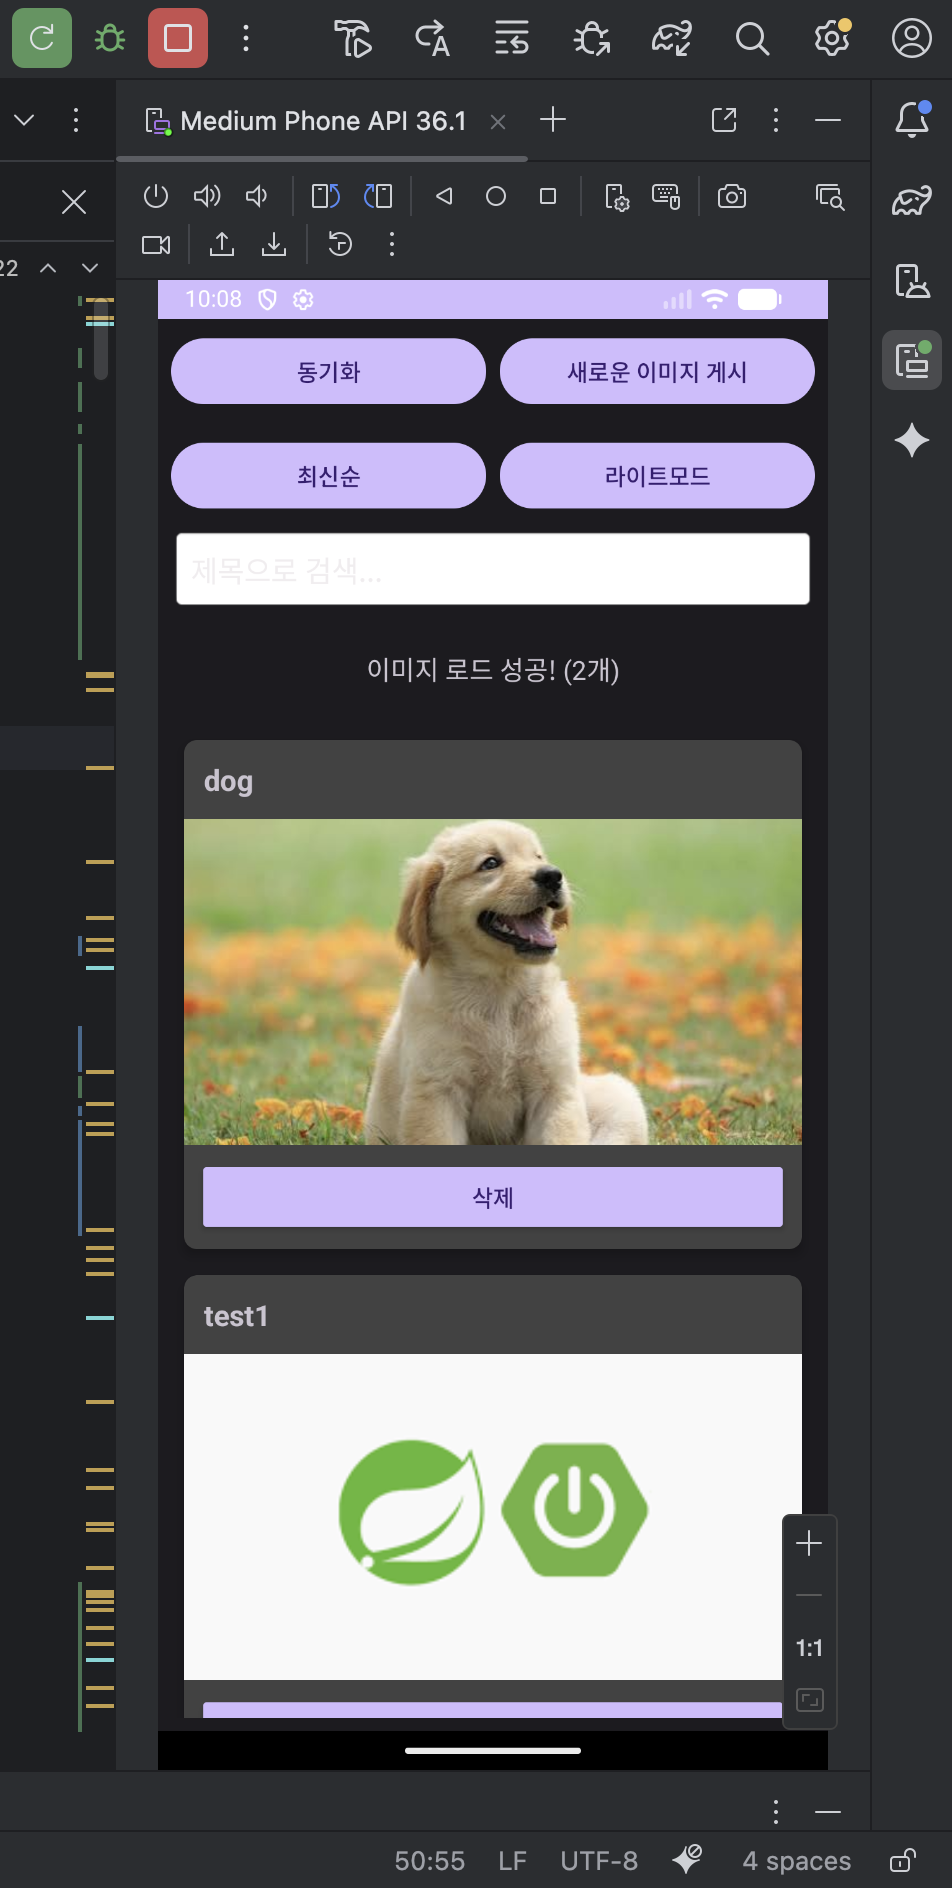 Medium Phone API 36.1
22
10:08
동기화
새로운 이미지 게시
최신순
라이트모드
제목으로 검색...
이미지 로드 성공! (2개)
dog
삭제
test1
1:1
50:55 LF UTF-8 4 spaces